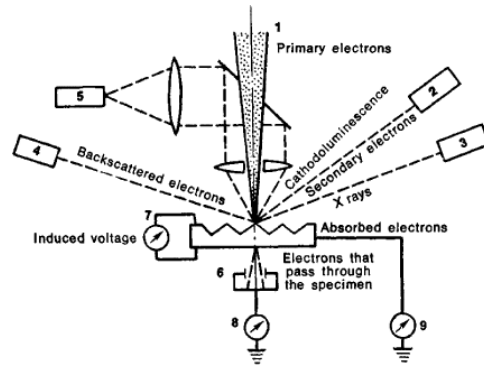 1
Primary electrons
5
2
Cathodoluminescence
Secondary electrons
3
X rays
4
Backscattered electrons
7
Induced voltage
Absorbed electrons
6
Electrons that
pass through
the specimen
8
9